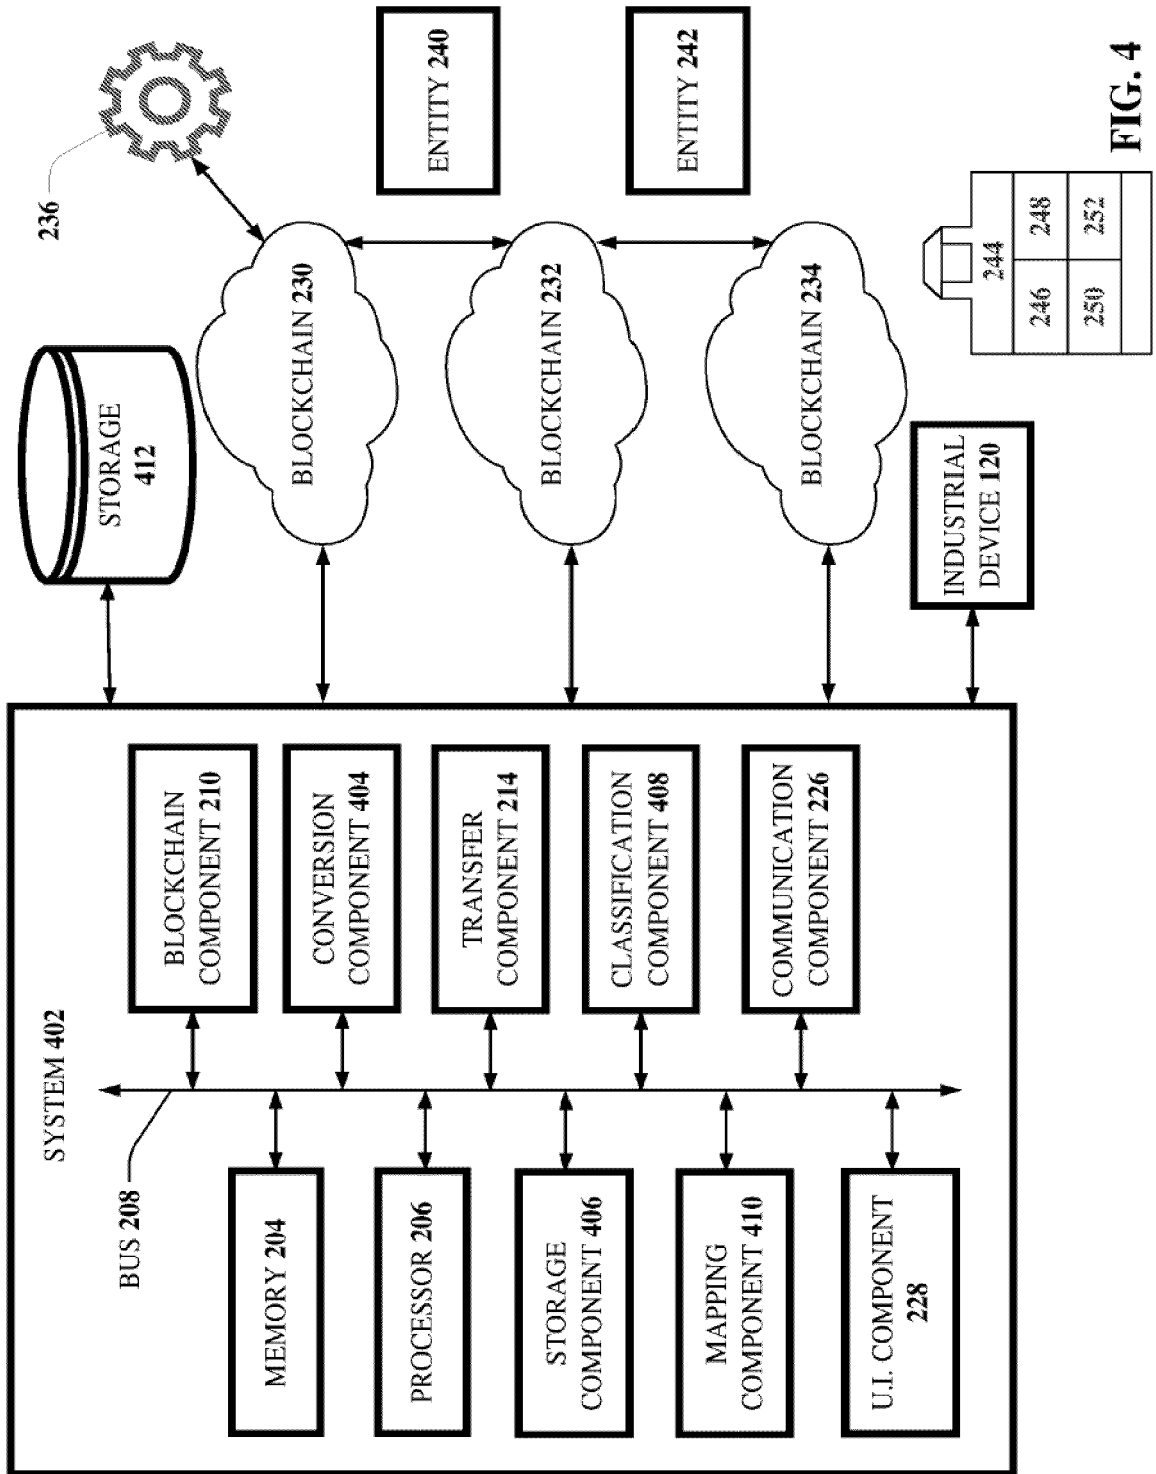 SYSTEM 402
BUS 208
MEMORY 204
PROCESSOR 206
STORAGE
COMPONENT 406
MAPPING
COMPONENT 410
U.I. COMPONENT
228
BLOCKCHAIN
COMPONENT 210
CONVERSION
COMPONENT 404
TRANSFER
COMPONENT 214
CLASSIFICATION
COMPONENT 408
COMMUNICATION
COMPONENT 226
STORAGE
412
BLOCKCHAIN 230
BLOCKCHAIN 232
BLOCKCHAIN 234
INDUSTRIAL
DEVICE 120
236
ENTITY 240
ENTITY 242
244
246 248
250 252
FIG. 4